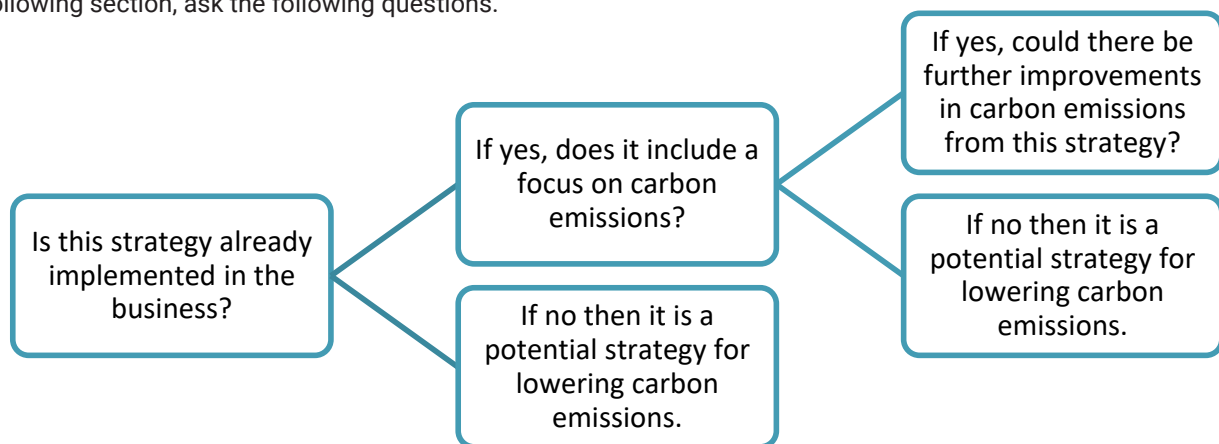 following section, ask the following questions.
If yes, could there be
further improvements
in carbon emissions
from this strategy?
If yes, does it include a
focus on carbon
emissions?
Is this strategy already
implemented in the
business?
If no then it is a
potential strategy for
lowering carbon
emissions.
If no then it is a
potential strategy for
lowering carbon
emissions.